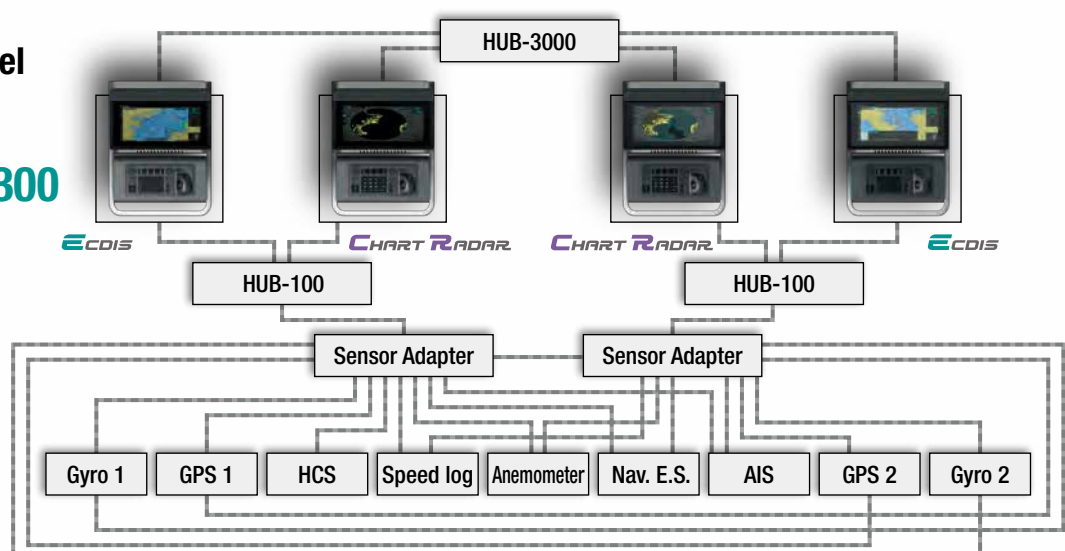 HUB-3000
el
300
ECDIS
CHART RADAR
CHART RADAR
ECDIS
HUB-100
HUB-100
Sensor Adapter
Sensor Adapter
Gyro 1
GPS 1
HCS
Speed log
Anemometer
Nav. E.S.
AIS
GPS 2
Gyro 2